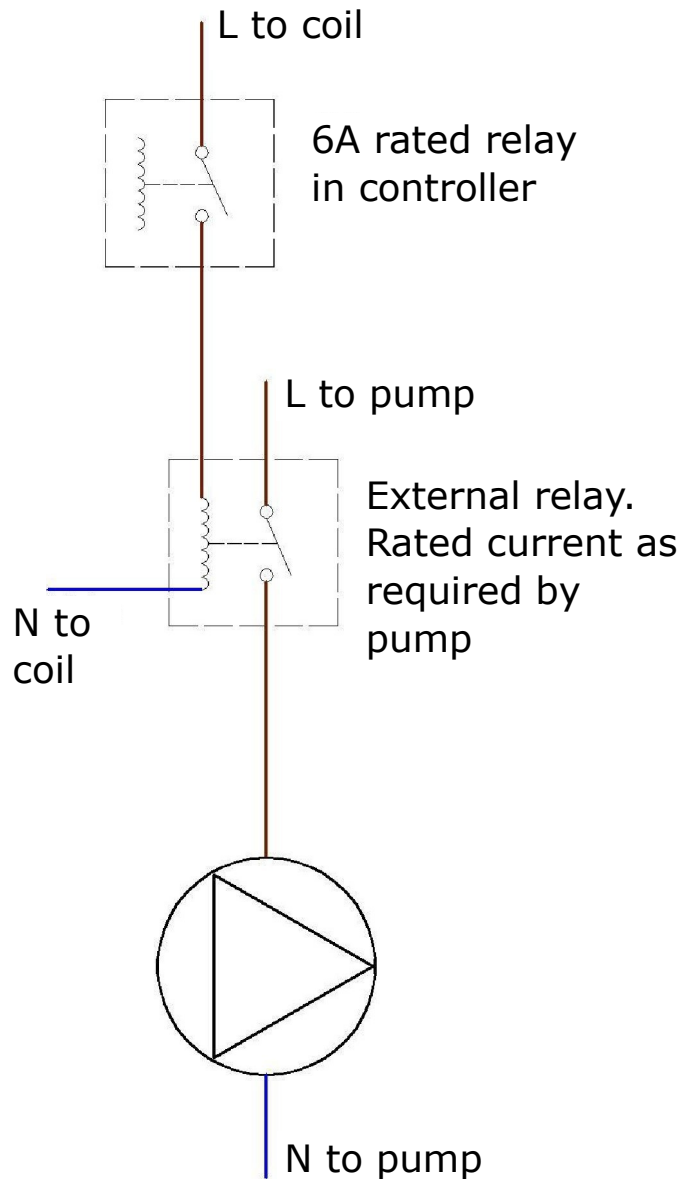 L to coil
6A rated relay
in controller
L to pump
External relay.
Rated current as
required by
pump
N to
coil
N to pump